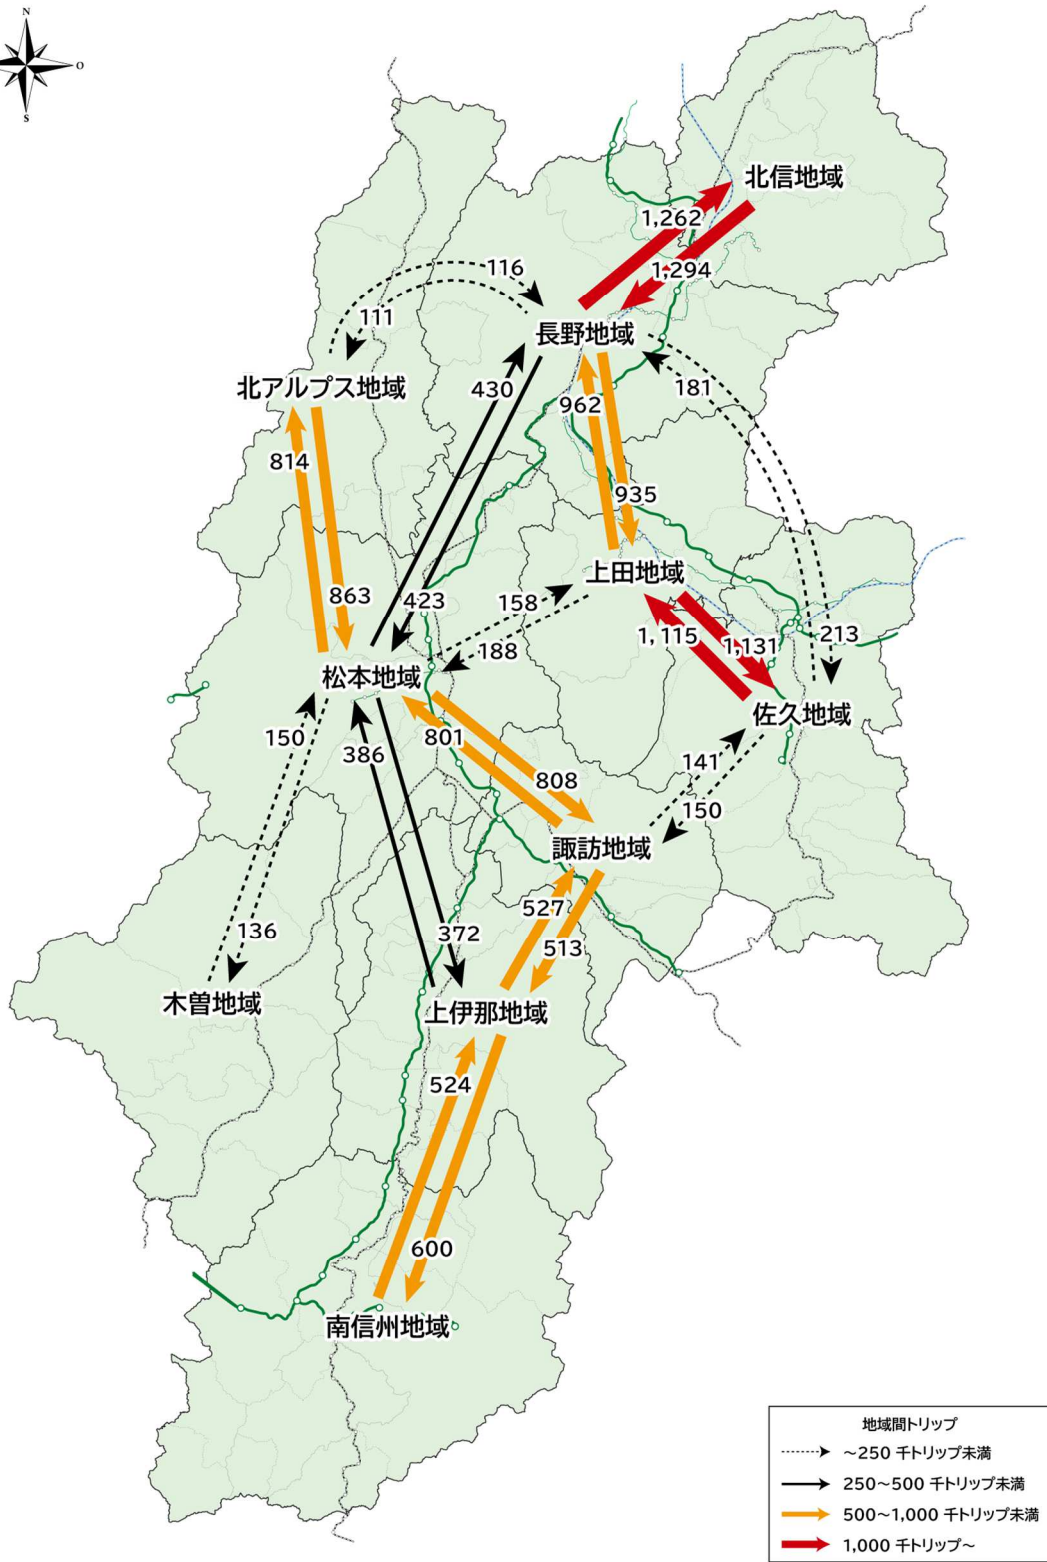 N
O
S
北信地域
1,262
1,294
116
111
長野地域
北アルプス地域
430
181
962
814
935
上田地域
863
423
158
1,115
1,131
213
188
松本地域
佐久地域
150
801
386
141
808
150
諏訪地域
527
136
372
513
木曽地域
上伊那地域
524
600
南信州地域
地域間トリップ
～250 千トリップ未満
250～500 千トリップ未満
500～1,000 千トリップ未満
1,000 千トリップ～